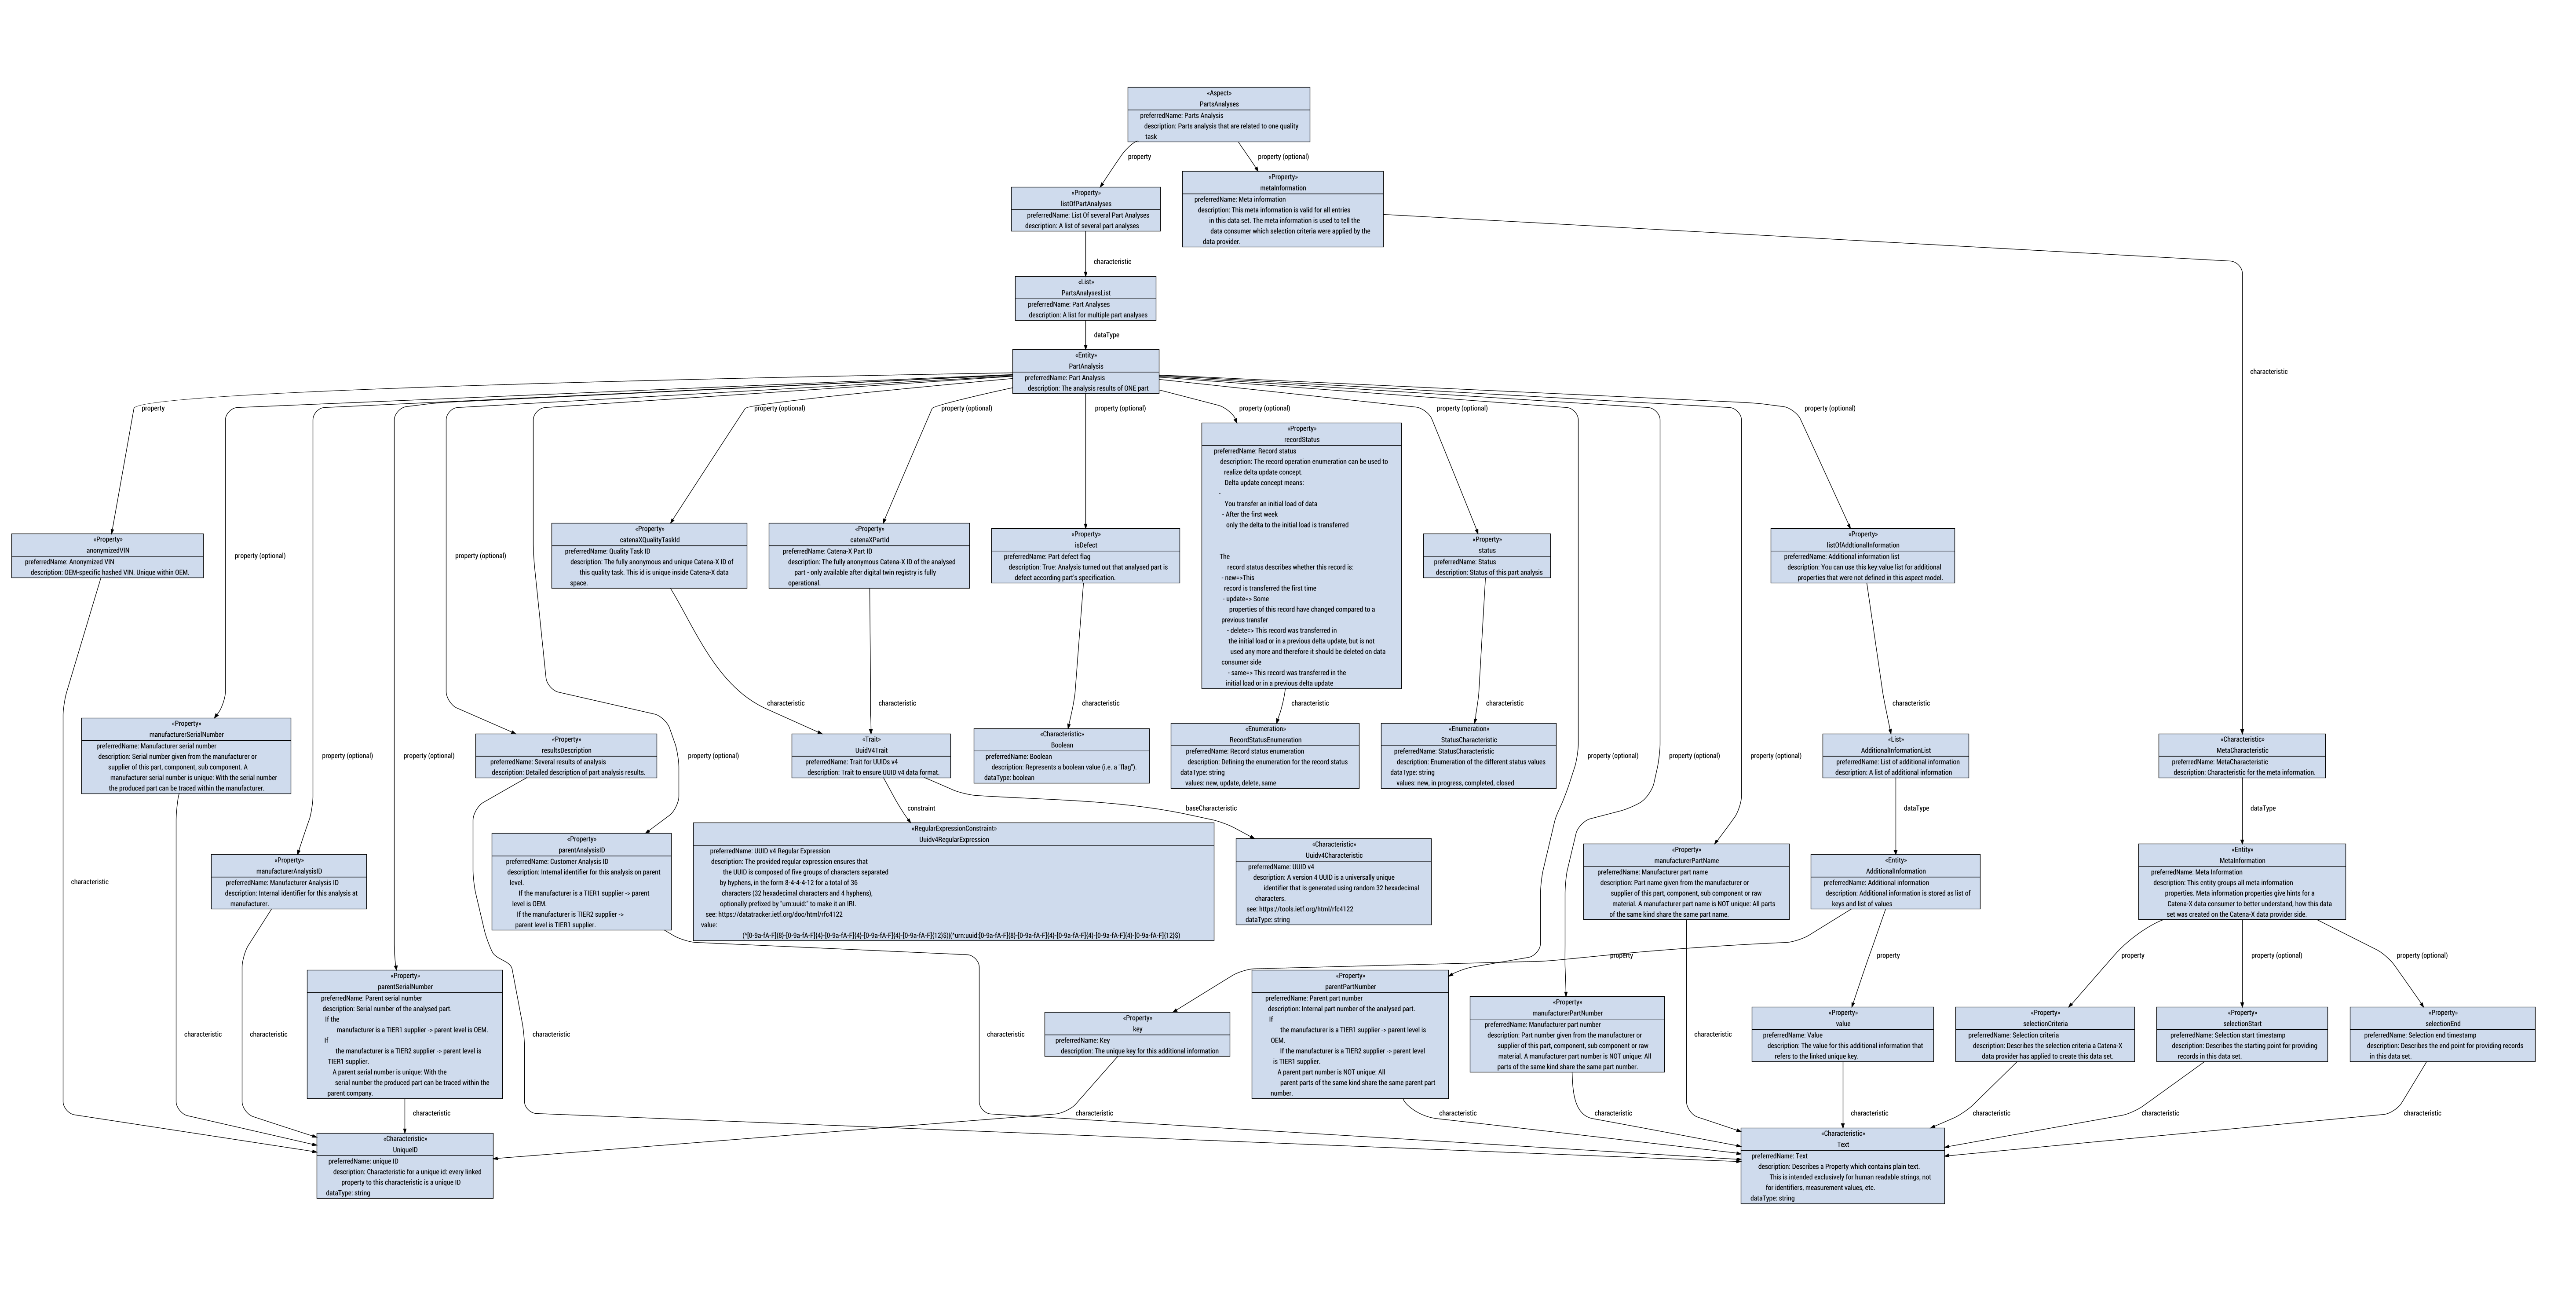 «Aspect»
PartsAnalyses
preferredName: Parts Analysis
description: Parts analysis that are related to one quality
task
property
property (optional)
«Property»
metaInformation
preferredName: Meta information
description: This meta information is valid for all entries
in this data set. The meta information is used to tell the
data consumer which selection criteria were applied by the
data provider.
«Property»
listOfPartAnalyses
preferredName: List Of several Part Analyses
description: A list of several part analyses
characteristic
«List»
PartsAnalysesList
preferredName: Part Analyses
description: A list for multiple part analyses
dataType
«Entity»
PartAnalysis
preferredName: Part Analysis
description: The analysis results of ONE part
characteristic
property
property (optional)
property (optional)
property (optional)
property (optional)
property (optional)
property (optional)
«Property»
recordStatus
preferredName: Record status
description: The record operation enumeration can be used to
realize delta update concept.
Delta update concept means:
-
You transfer an initial load of data
- After the first week
only the delta to the initial load is transferred
The
record status describes whether this record is:
- new=>This
record is transferred the first time
- update=> Some
properties of this record have changed compared to a
previous transfer
- delete=> This record was transferred in
the initial load or in a previous delta update, but is not
used any more and therefore it should be deleted on data
consumer side
- same=> This record was transferred in the
initial load or in a previous delta update
«Property»
anonymizedVIN
preferredName: Anonymized VIN
description: OEM-specific hashed VIN. Unique within OEM.
property (optional)
property (optional)
«Property»
catenaXQualityTaskId
preferredName: Quality Task ID
description: The fully anonymous and unique Catena-X ID of
this quality task. This id is unique inside Catena-X data
space.
«Property»
catenaXPartId
preferredName: Catena-X Part ID
description: The fully anonymous Catena-X ID of the analysed
part - only available after digital twin registry is fully
operational.
«Property»
isDefect
preferredName: Part defect flag
description: True: Analysis turned out that analysed part is
defect according part's specification.
«Property»
status
preferredName: Status
description: Status of this part analysis
«Property»
listOfAddtionalInformation
preferredName: Additional information list
description: You can use this key:value list for additional
properties that were not defined in this aspect model.
characteristic
characteristic
characteristic
characteristic
characteristic
characteristic
«Property»
manufacturerSerialNumber
preferredName: Manufacturer serial number
description: Serial number given from the manufacturer or
supplier of this part, component, sub component. A
manufacturer serial number is unique: With the serial number
the produced part can be traced within the manufacturer.
property (optional)
property (optional)
«Property»
resultsDescription
preferredName: Several results of analysis
description: Detailed description of part analysis results.
property (optional)
«Trait»
UuidV4Trait
preferredName: Trait for UUIDs v4
description: Trait to ensure UUID v4 data format.
«Characteristic»
Boolean
preferredName: Boolean
description: Represents a boolean value (i.e. a "flag").
dataType: boolean
«Enumeration»
RecordStatusEnumeration
preferredName: Record status enumeration
description: Defining the enumeration for the record status
dataType: string
values: new, update, delete, same
«Enumeration»
StatusCharacteristic
preferredName: StatusCharacteristic
description: Enumeration of the different status values
dataType: string
values: new, in progress, completed, closed
property (optional)
property (optional)
property (optional)
«List»
AdditionalInformationList
preferredName: List of additional information
description: A list of additional information
«Characteristic»
MetaCharacteristic
preferredName: MetaCharacteristic
description: Characteristic for the meta information.
constraint
baseCharacteristic
dataType
dataType
characteristic
«Property»
manufacturerAnalysisID
preferredName: Manufacturer Analysis ID
description: Internal identifier for this analysis at
manufacturer.
«Property»
parentAnalysisID
preferredName: Customer Analysis ID
description: Internal identifier for this analysis on parent
level.
If the manufacturer is a TIER1 supplier -> parent
level is OEM.
If the manufacturer is TIER2 supplier ->
parent level is TIER1 supplier.
«RegularExpressionConstraint»
Uuidv4RegularExpression
preferredName: UUID v4 Regular Expression
description: The provided regular expression ensures that
the UUID is composed of five groups of characters separated
by hyphens, in the form 8-4-4-4-12 for a total of 36
characters (32 hexadecimal characters and 4 hyphens),
optionally prefixed by "urn:uuid:" to make it an IRI.
see: https://datatracker.ietf.org/doc/html/rfc4122
value:
(^[0-9a-fA-F]{8}-[0-9a-fA-F]{4}-[0-9a-fA-F]{4}-[0-9a-fA-F]{4}-[0-9a-fA-F]{12}$)|(^urn:uuid:[0-9a-fA-F]{8}-[0-9a-fA-F]{4}-[0-9a-fA-F]{4}-[0-9a-fA-F]{4}-[0-9a-fA-F]{12}$)
«Characteristic»
Uuidv4Characteristic
preferredName: UUID v4
description: A version 4 UUID is a universally unique
identifier that is generated using random 32 hexadecimal
characters.
see: https://tools.ietf.org/html/rfc4122
dataType: string
«Property»
manufacturerPartName
preferredName: Manufacturer part name
description: Part name given from the manufacturer or
supplier of this part, component, sub component or raw
material. A manufacturer part name is NOT unique: All parts
of the same kind share the same part name.
«Entity»
AdditionalInformation
preferredName: Additional information
description: Additional information is stored as list of
keys and list of values
«Entity»
MetaInformation
preferredName: Meta Information
description: This entity groups all meta information
properties. Meta information properties give hints for a
Catena-X data consumer to better understand, how this data
set was created on the Catena-X data provider side.
property
property
property
property (optional)
property (optional)
«Property»
parentSerialNumber
preferredName: Parent serial number
description: Serial number of the analysed part.
If the
manufacturer is a TIER1 supplier -> parent level is OEM.
If
the manufacturer is a TIER2 supplier -> parent level is
TIER1 supplier.
A parent serial number is unique: With the
serial number the produced part can be traced within the
parent company.
characteristic
characteristic
characteristic
characteristic
«Property»
key
preferredName: Key
description: The unique key for this additional information
«Property»
parentPartNumber
preferredName: Parent part number
description: Internal part number of the analysed part.
If
the manufacturer is a TIER1 supplier -> parent level is
OEM.
If the manufacturer is a TIER2 supplier -> parent level
is TIER1 supplier.
A parent part number is NOT unique: All
parent parts of the same kind share the same parent part
number.
«Property»
manufacturerPartNumber
preferredName: Manufacturer part number
description: Part number given from the manufacturer or
supplier of this part, component, sub component or raw
material. A manufacturer part number is NOT unique: All
parts of the same kind share the same part number.
characteristic
«Property»
value
preferredName: Value
description: The value for this additional information that
refers to the linked unique key.
«Property»
selectionCriteria
preferredName: Selection criteria
description: Describes the selection criteria a Catena-X
data provider has applied to create this data set.
«Property»
selectionStart
preferredName: Selection start timestamp
description: Describes the starting point for providing
records in this data set.
«Property»
selectionEnd
preferredName: Selection end timestamp
description: Describes the end point for providing records
in this data set.
characteristic
characteristic
characteristic
characteristic
characteristic
characteristic
characteristic
characteristic
«Characteristic»
UniqueID
preferredName: unique ID
description: Characteristic for a unique id: every linked
property to this characteristic is a unique ID
dataType: string
«Characteristic»
Text
preferredName: Text
description: Describes a Property which contains plain text.
This is intended exclusively for human readable strings, not
for identifiers, measurement values, etc.
dataType: string